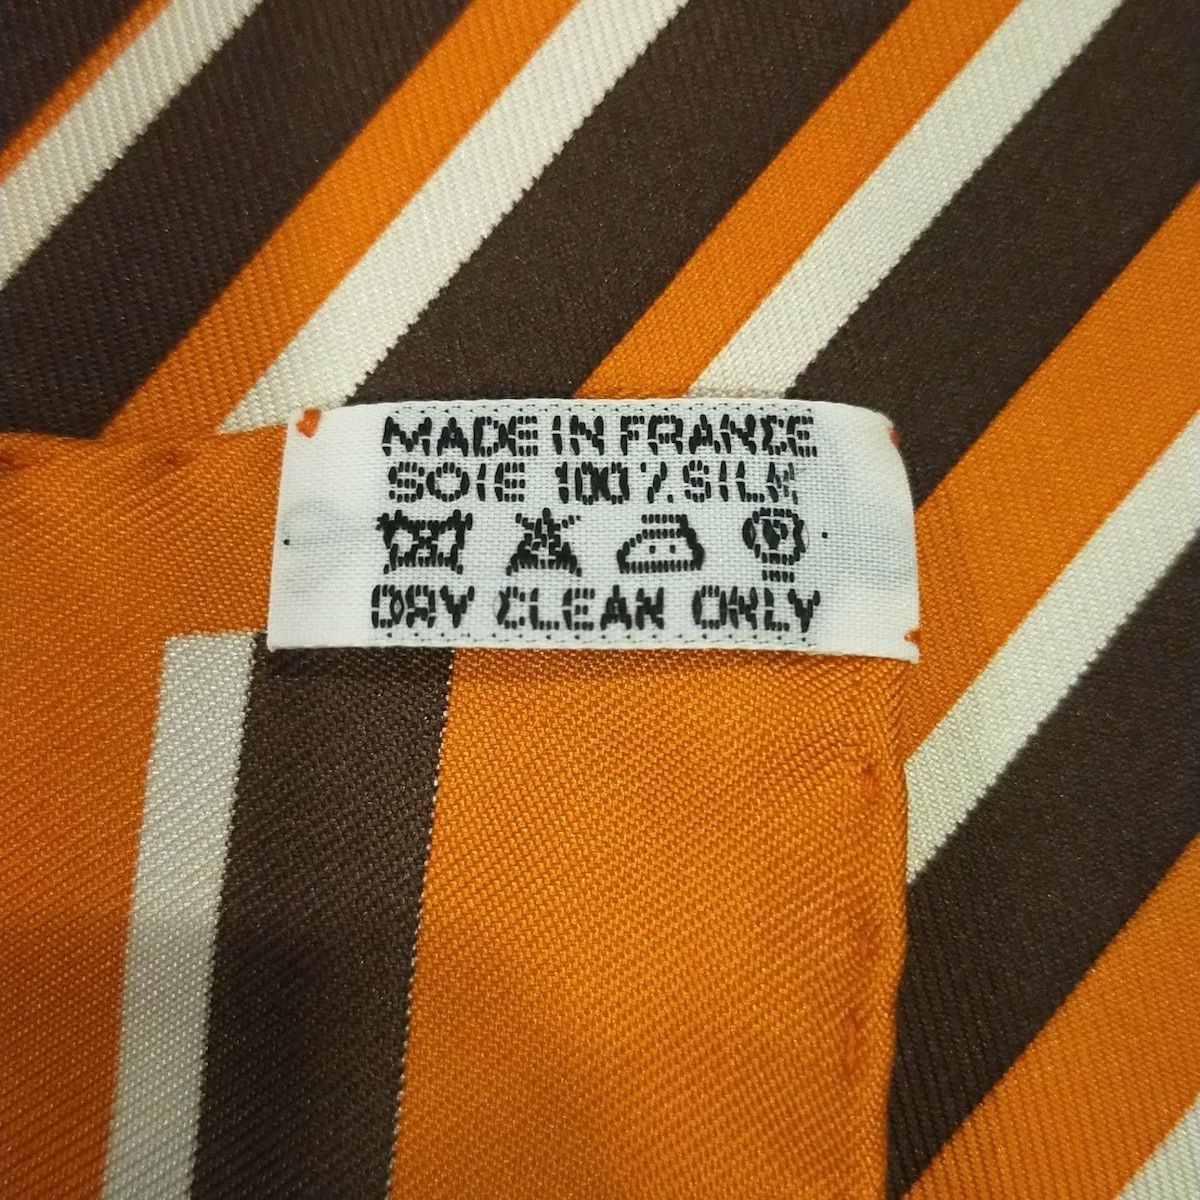 MADE IN FRANCE
SOIE 100% SILK
DRY CLEAN ONLY